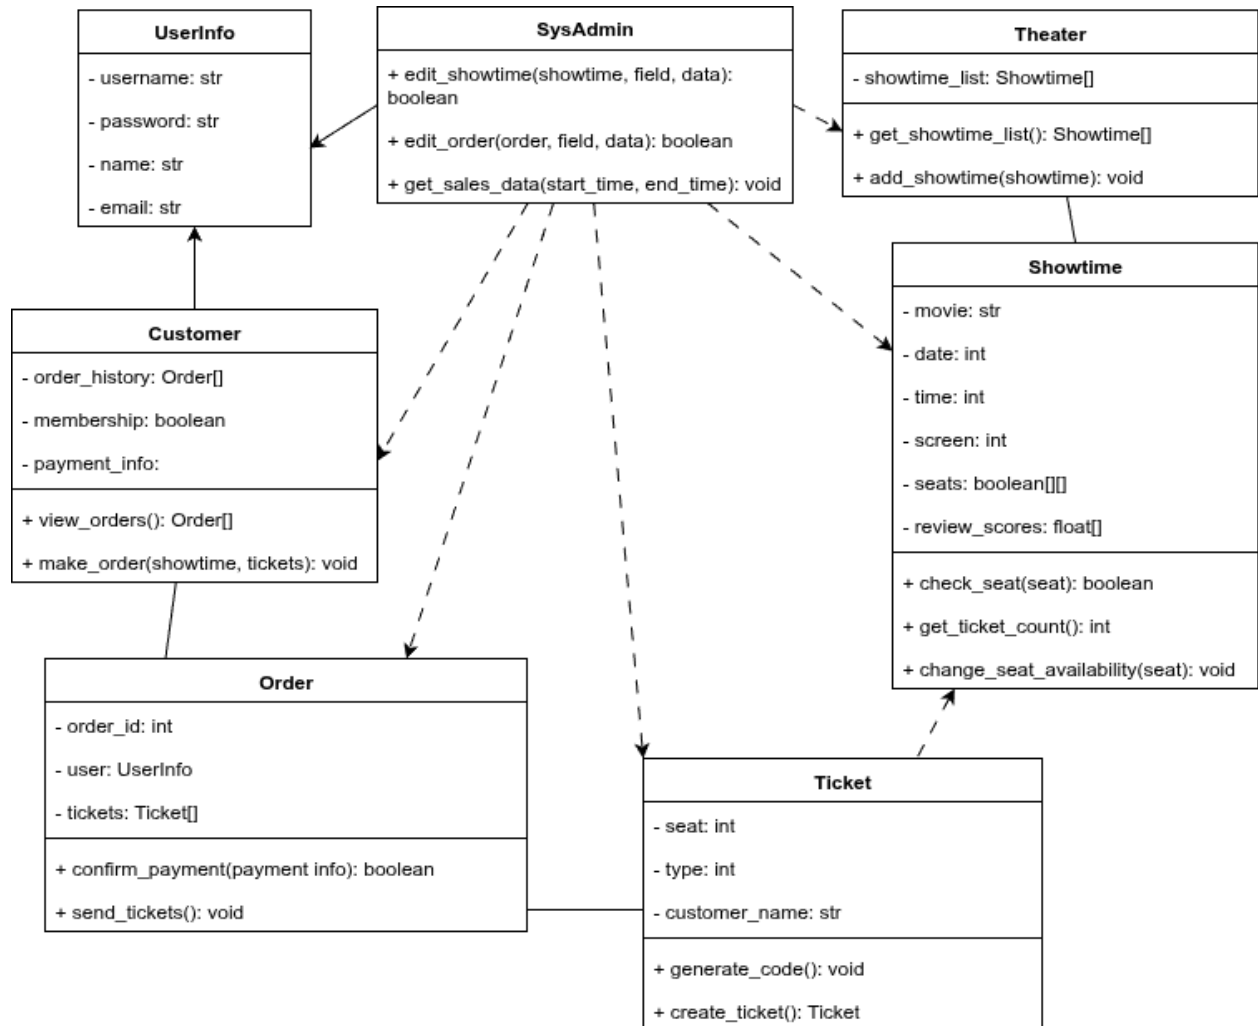 UserInfo
- username: str
- password: str
- name: str
- email: str
SysAdmin
+ edit_showtime(showtime, field, data):
boolean
+ edit_order(order, field, data): boolean
+ get_sales_data(start_time, end_time): void
Theater
- showtime_list: Showtime[]
+ get_showtime_list(): Showtime[]
+ add_showtime(showtime): void
Customer
- order_history: Order[]
- membership: boolean
- payment_info:
+ view_orders(): Order[]
+ make_order(showtime, tickets): void
Showtime
- movie: str
- date: int
- time: int
- screen: int
- seats: boolean[][]
- review_scores: float[]
+ check_seat(seat): boolean
+ get_ticket_count(): int
+ change_seat_availability(seat): void
Order
- order_id: int
- user: UserInfo
- tickets: Ticket[]
+ confirm_payment(payment info): boolean
+ send_tickets(): void
Ticket
- seat: int
- type: int
- customer_name: str
+ generate_code(): void
+ create_ticket(): Ticket